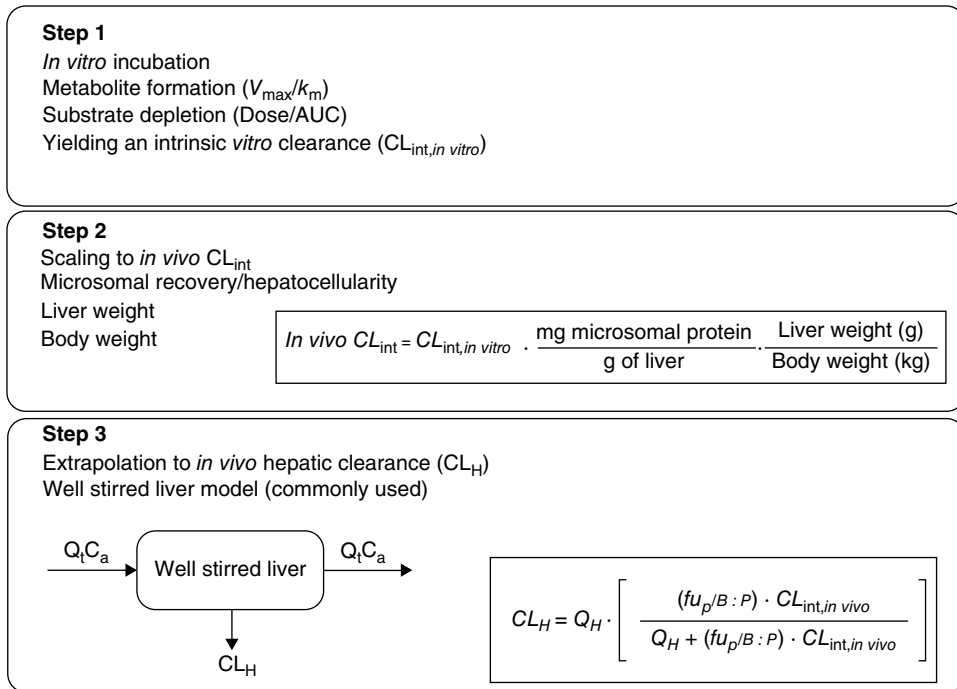 Step 1
In vitro incubation
Metabolite formation (Vmax/km)
Substrate depletion (Dose/AUC)
Yielding an intrinsic vitro clearance (CLint,in vitro)
Step 2
Scaling to in vivo CLint
Microsomal recovery/hepatocellularity
Liver weight
Body weight
In vivo CLint = CLint,in vitro · mg microsomal protein / g of liver · Liver weight (g) / Body weight (kg)
Step 3
Extrapolation to in vivo hepatic clearance (CLH)
Well stirred liver model (commonly used)
QtCa
Well stirred liver
QtCa
CLH
CLH = QH · [ (fup/B : P) · CLint,in vivo / QH + (fup/B : P) · CLint,in vivo ]